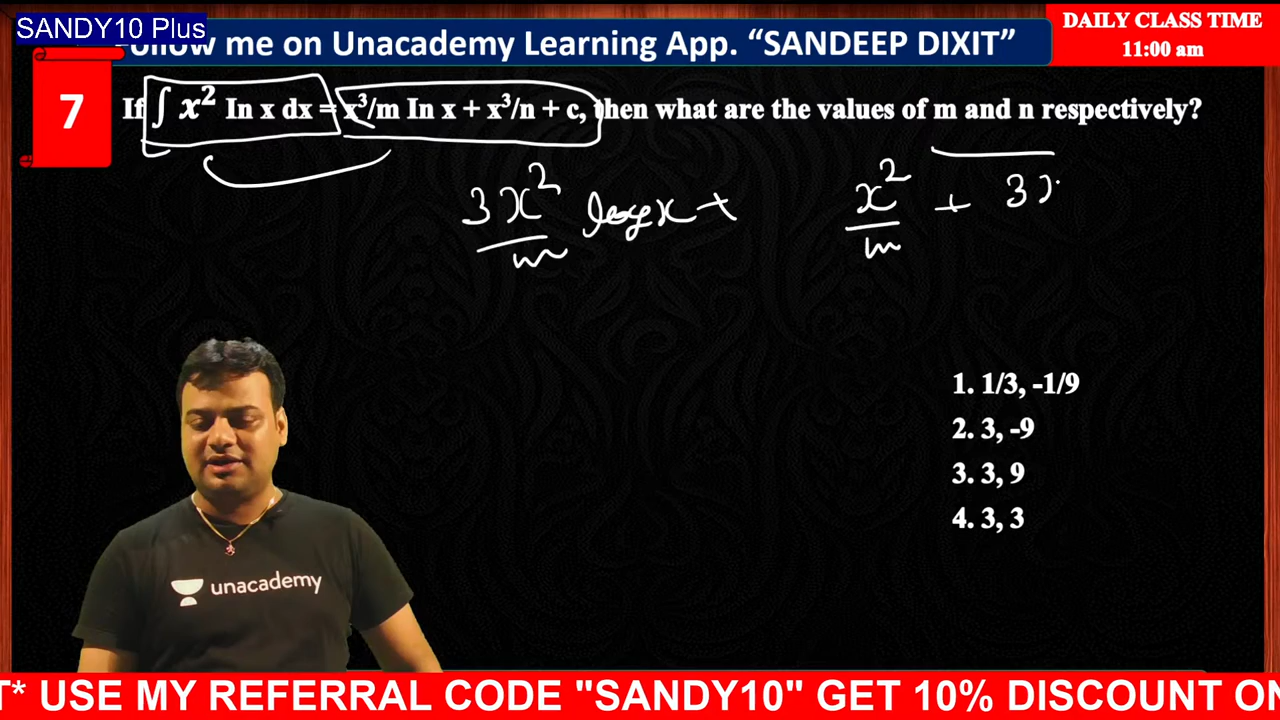 SANDY10 Plus
Follow me on Unacademy Learning App. “SANDEEP DIXIT”
DAILY CLASS TIME
11:00 am
7
If ∫ x² In x dx = x³/m In x + x³/n + c, then what are the values of m and n respectively?
3x²/m logx + x²/m + 3x
1. 1/3, -1/9
2. 3, -9
3. 3, 9
4. 3, 3
unacademy
T* USE MY REFERRAL CODE "SANDY10" GET 10% DISCOUNT ON